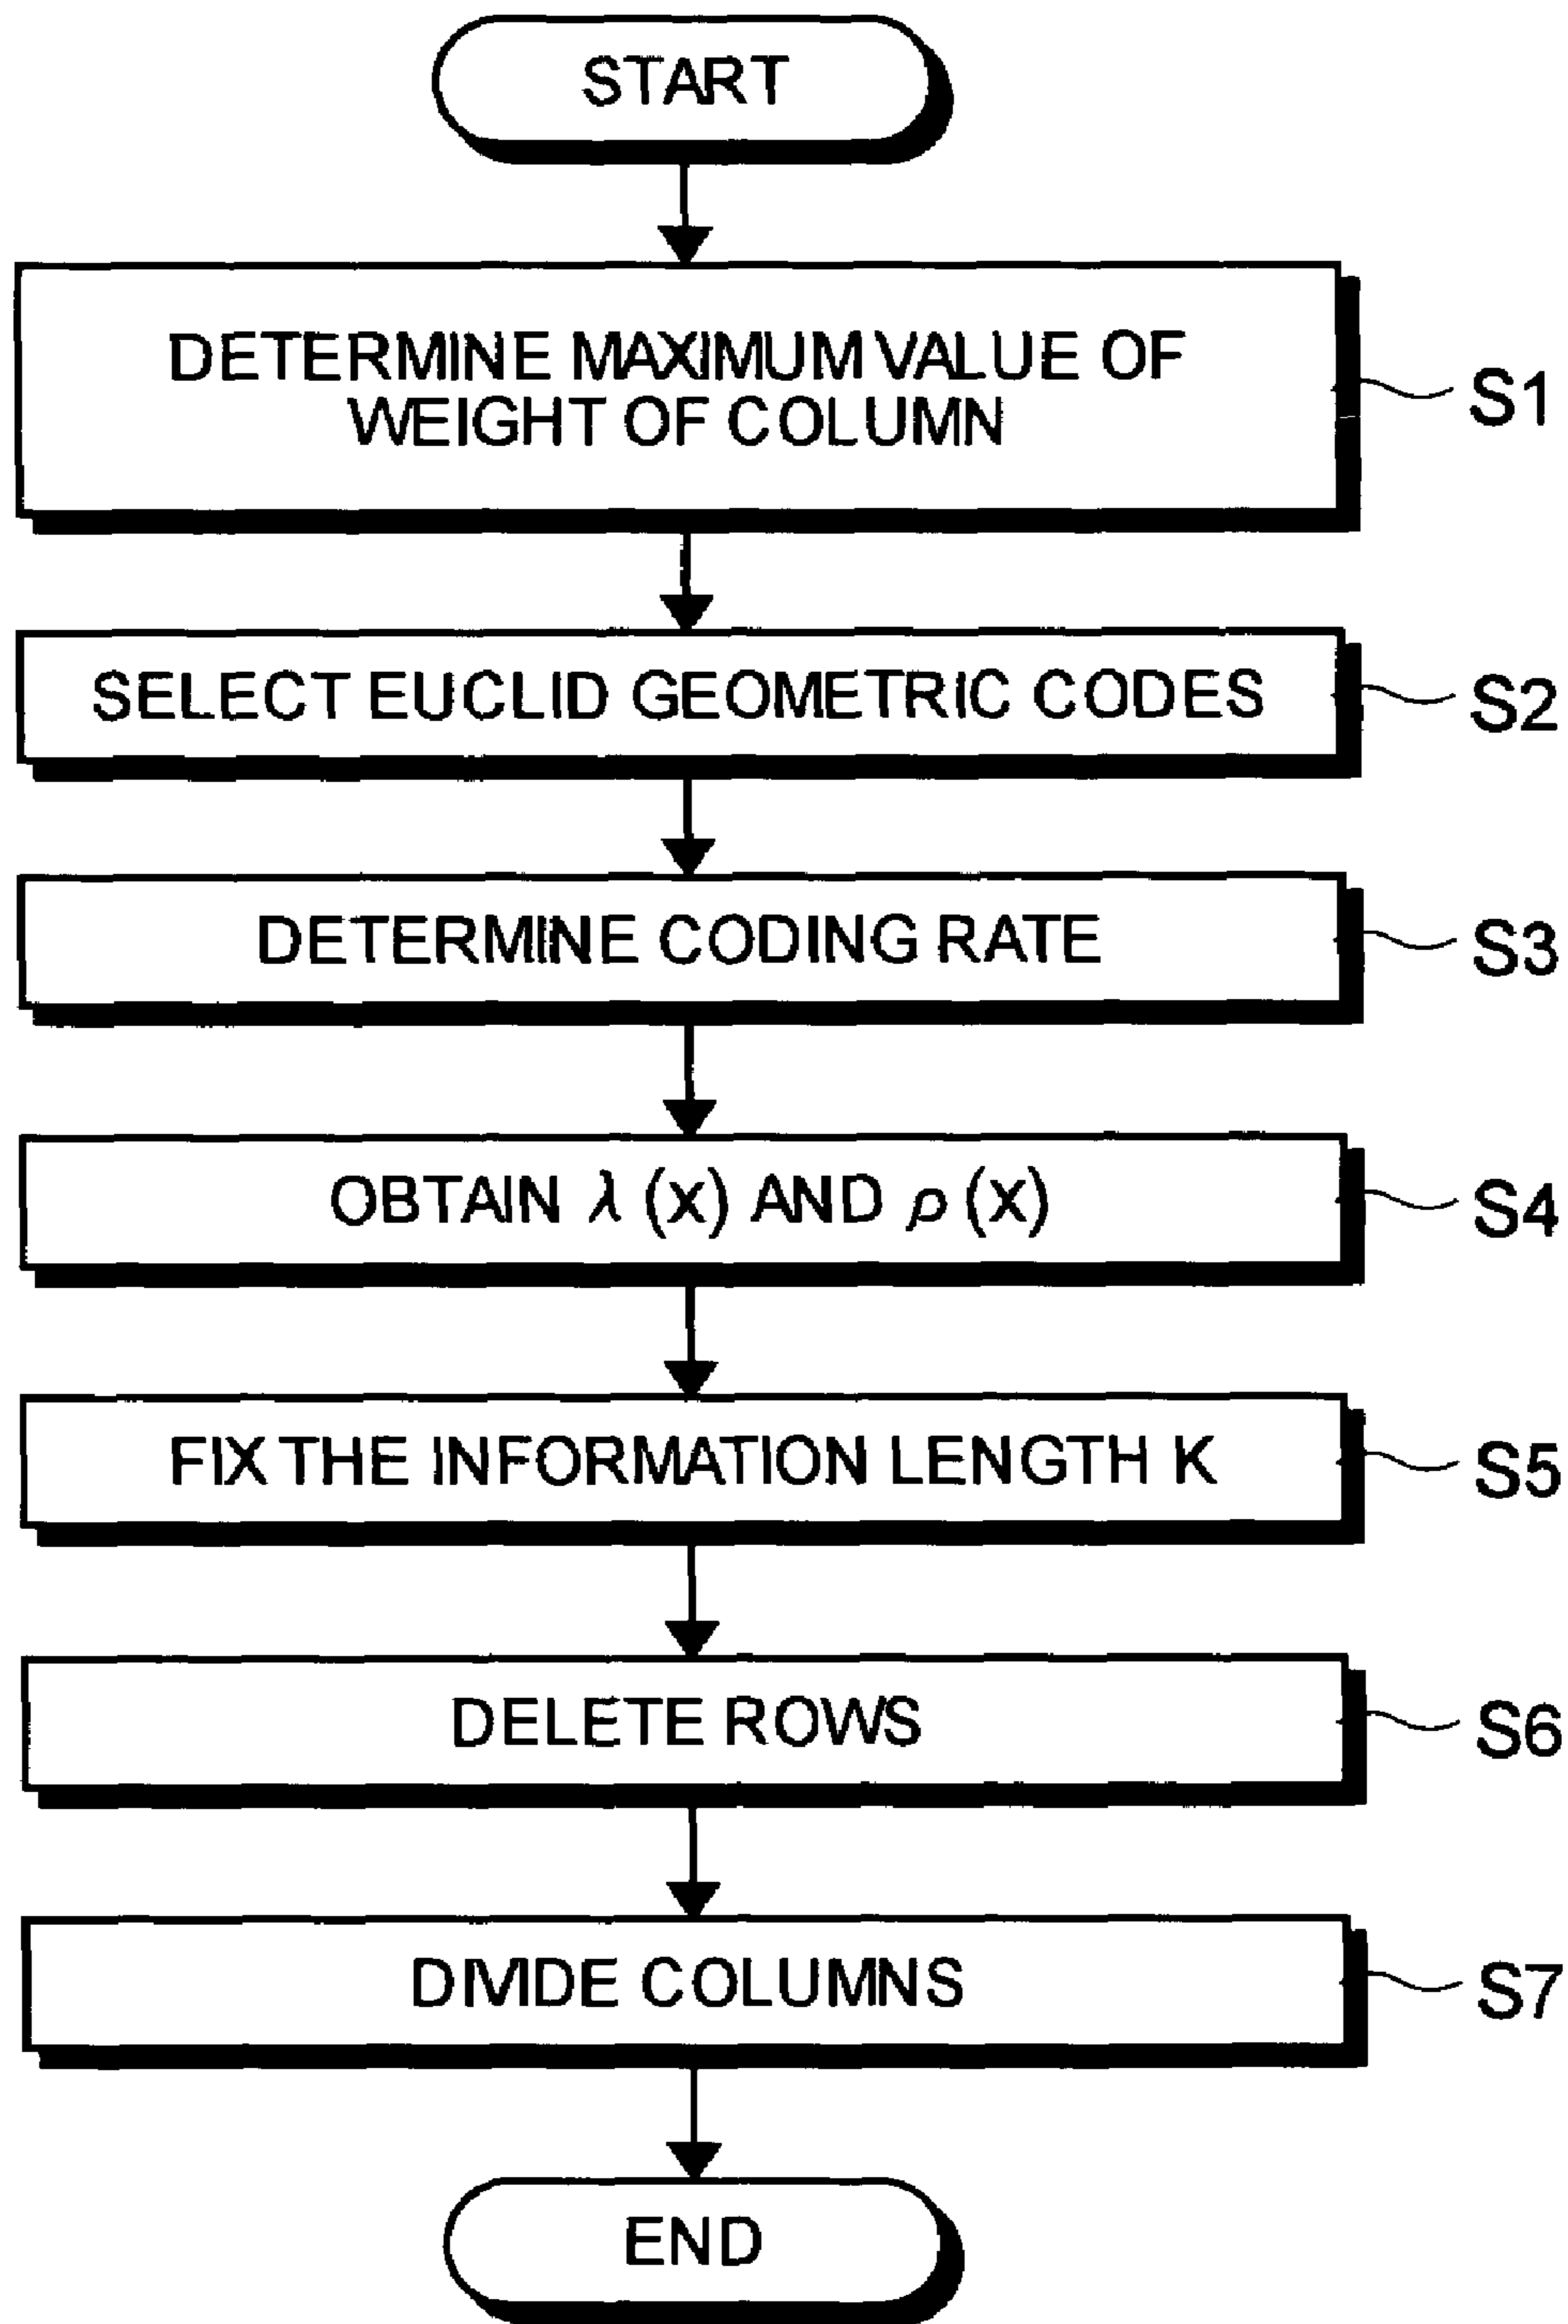 START
DETERMINE MAXIMUM VALUE OF
WEIGHT OF COLUMN
S1
SELECT EUCLID GEOMETRIC CODES
S2
DETERMINE CODING RATE
S3
OBTAIN λ (x) AND ρ (x)
S4
FIX THE INFORMATION LENGTH K
S5
DELETE ROWS
S6
DIVIDE COLUMNS
S7
END